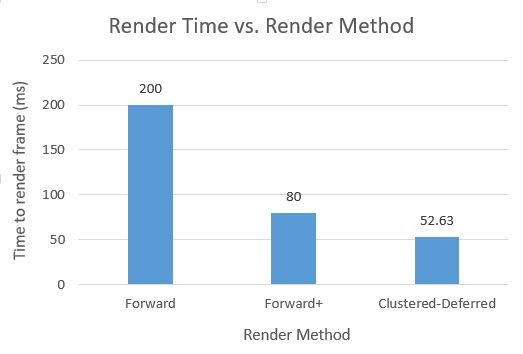 Render Time vs. Render Method
Time to render frame (ms)
250
200
150
100
50
0
200
80
52.63
Forward
Forward+
Clustered-Deferred
Render Method